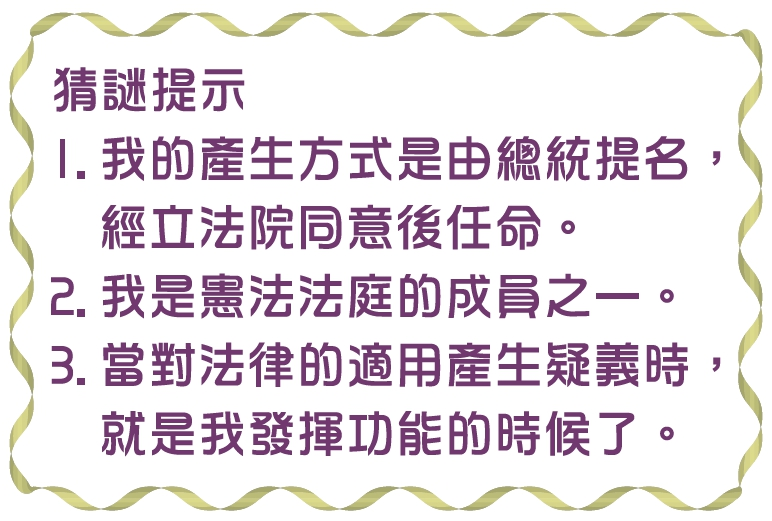 猜謎提示
1. 我的產生方式是由總統提名，
經立法院同意後任命。
2. 我是憲法法庭的成員之一。
3. 當對法律的適用產生疑義時，
就是我發揮功能的時候了。